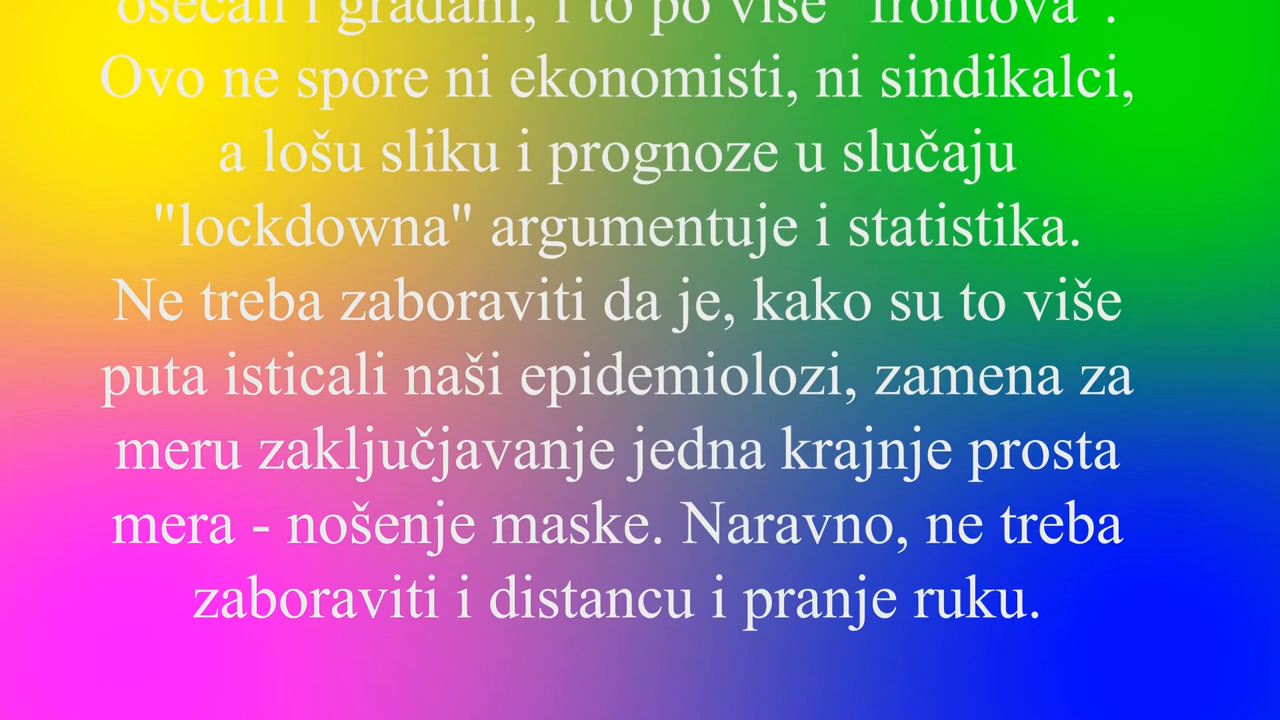 osećali i građani, i to po više "frontova".
Ovo ne spore ni ekonomisti, ni sindikalci,
a lošu sliku i prognoze u slučaju
"lockdowna" argumentuje i statistika.
Ne treba zaboraviti da je, kako su to više
puta isticali naši epidemiolozi, zamena za
meru zaključjavanje jedna krajnje prosta
mera - nošenje maske. Naravno, ne treba
zaboraviti i distancu i pranje ruku.